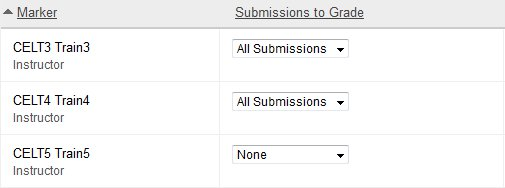 Marker Submissions to Grade
CELT3 Train3 All Submissions
Instructor
CELT4 Train4 All Submissions
Instructor
CELT5 Train5 None
Instructor